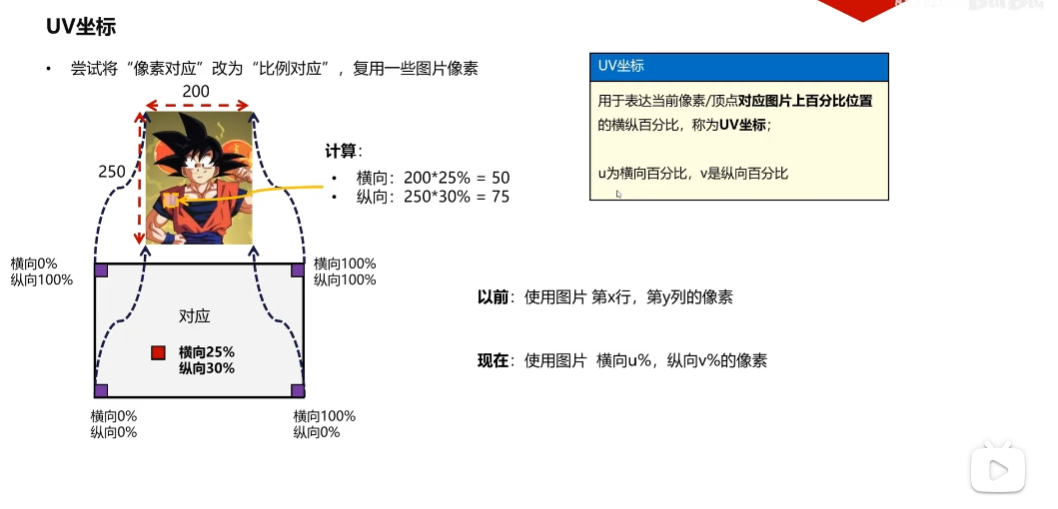 UV坐标
• 尝试将“像素对应”改为“比例对应”，复用一些图片像素
200
250
计算：
• 横向：200*25% = 50
• 纵向：250*30% = 75
横向0%
纵向100%
横向100%
纵向100%
对应
横向25%
纵向30%
横向0%
纵向0%
横向100%
纵向0%
UV坐标
用于表达当前像素/顶点对应图片上百分比位置
的横纵百分比，称为UV坐标；
u为横向百分比，v是纵向百分比
以前：使用图片 第x行，第y列的像素
现在：使用图片 横向u%，纵向v%的像素